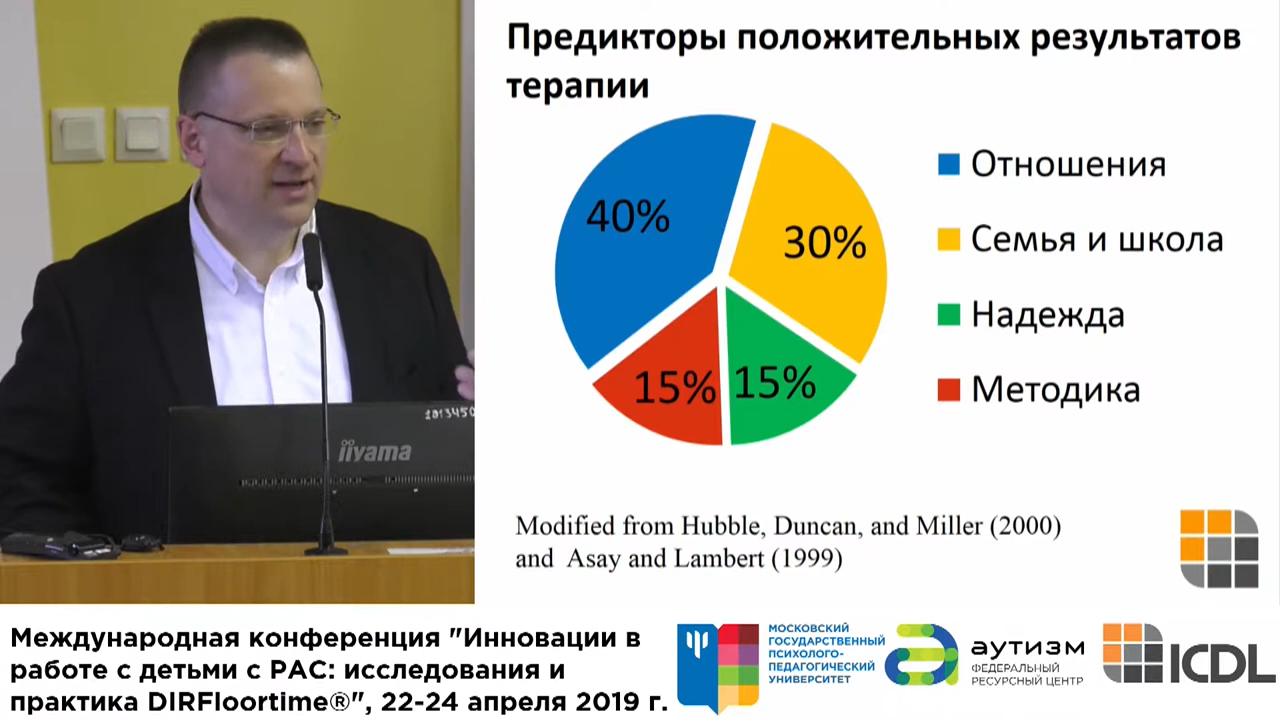 Предикторы положительных результатов
терапии
40%
30%
15%
15%
Отношения
Семья и школа
Надежда
Методика
Modified from Hubble, Duncan, and Miller (2000)
and Asay and Lambert (1999)
iiyama
Международная конференция "Инновации в
работе с детьми с РАС: исследования и
практика DIRFloortime®", 22-24 апреля 2019 г.
МОСКОВСКИЙ
ГОСУДАРСТВЕННЫЙ
ПСИХОЛОГО-
ПЕДАГОГИЧЕСКИЙ
УНИВЕРСИТЕТ
аутизм
ФЕДЕРАЛЬНЫЙ
РЕСУРСНЫЙ ЦЕНТР
ICDL